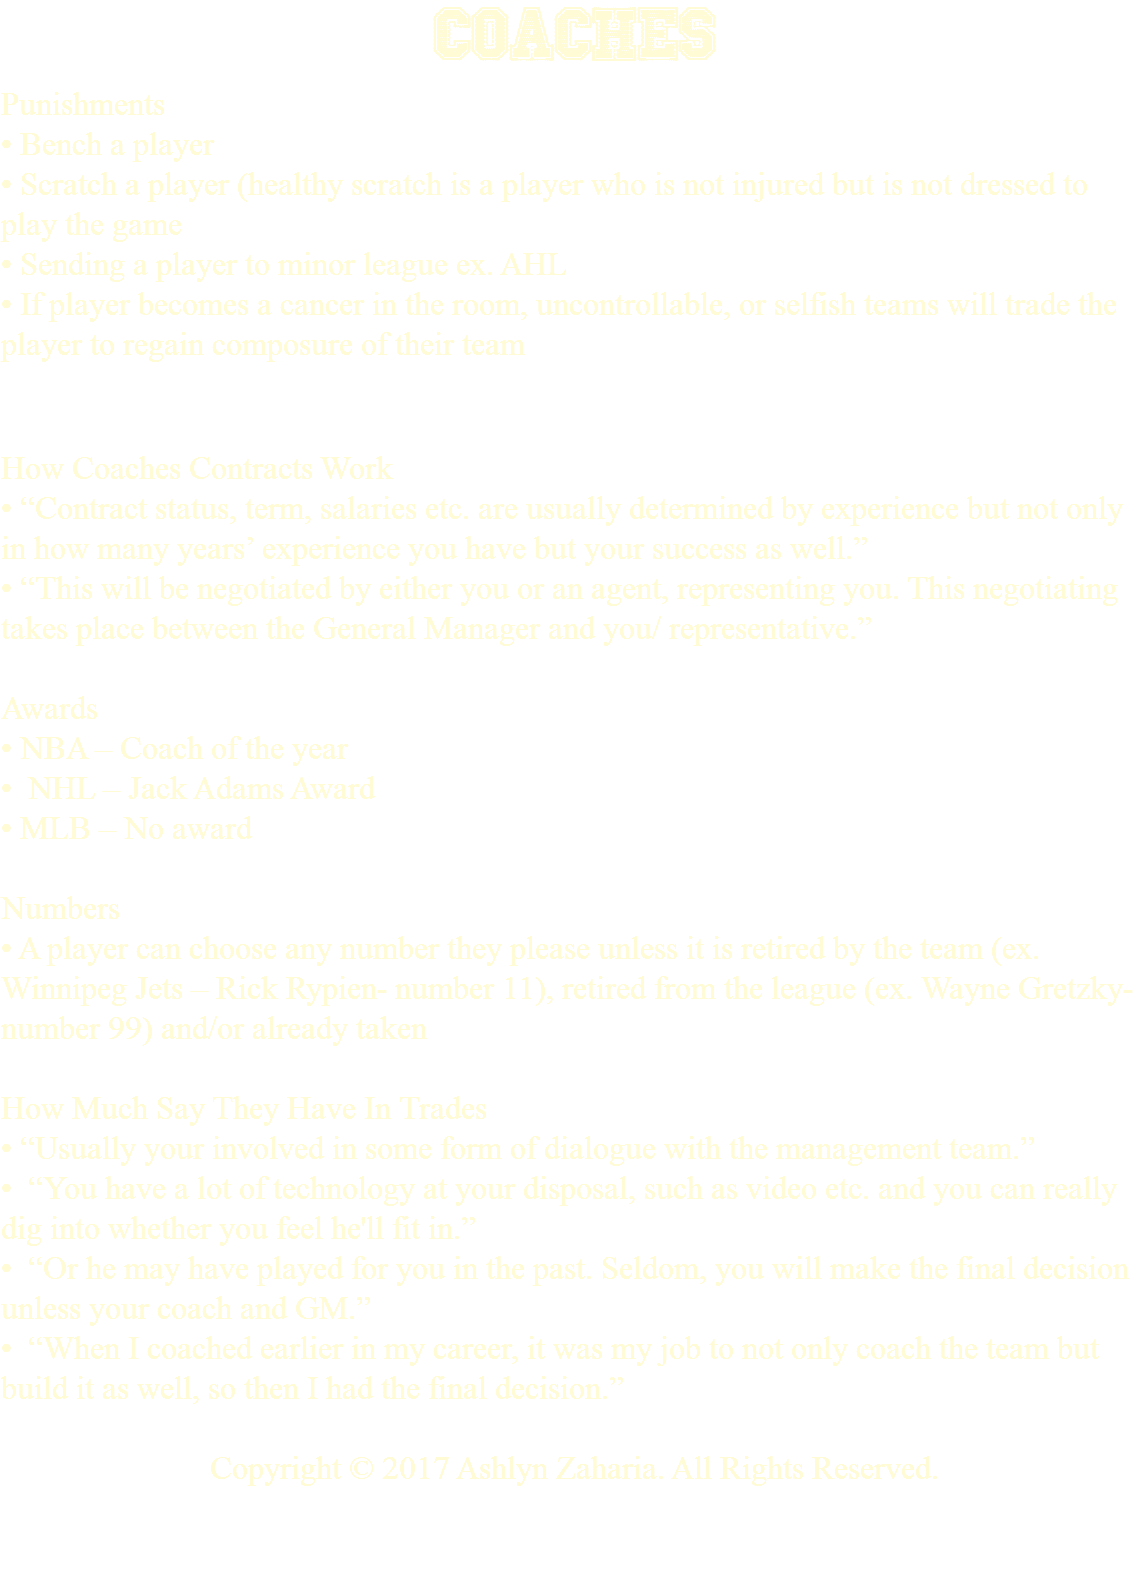 COACHES
Punishments
• Bench a player
• Scratch a player (healthy scratch is a player who is not injured but is not dressed to
play the game
• Sending a player to minor league ex. AHL
• If player becomes a cancer in the room, uncontrollable, or selfish teams will trade the
player to regain composure of their team
How Coaches Contracts Work
• “Contract status, term, salaries etc. are usually determined by experience but not only
in how many years’ experience you have but your success as well.”
• “This will be negotiated by either you or an agent, representing you. This negotiating
takes place between the General Manager and you/ representative.”
Awards
• NBA – Coach of the year
•  NHL – Jack Adams Award
• MLB – No award
Numbers
• A player can choose any number they please unless it is retired by the team (ex.
Winnipeg Jets – Rick Rypien- number 11), retired from the league (ex. Wayne Gretzky-
number 99) and/or already taken
How Much Say They Have In Trades
• “Usually your involved in some form of dialogue with the management team.”
•  “You have a lot of technology at your disposal, such as video etc. and you can really
dig into whether you feel he'll fit in.”
•  “Or he may have played for you in the past. Seldom, you will make the final decision
unless your coach and GM.”
•  “When I coached earlier in my career, it was my job to not only coach the team but
build it as well, so then I had the final decision.”
Copyright © 2017 Ashlyn Zaharia. All Rights Reserved.